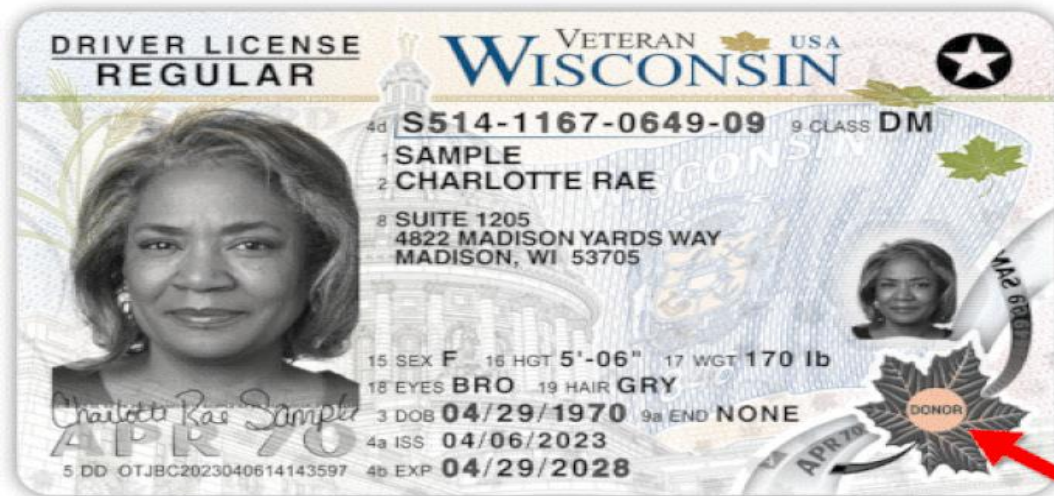 DRIVER LICENSE
REGULAR
VETERAN USA
WISCONSIN
4d S514-1167-0649-09 9 CLASS DM
1 SAMPLE
2 CHARLOTTE RAE
8 SUITE 1205
4822 MADISON YARDS WAY
MADISON, WI 53705
15 SEX F 16 HGT 5'-06" 17 WGT 170 lb
18 EYES BRO 19 HAIR GRY
3 DOB 04/29/1970 9a END NONE
4a ISS 04/06/2023
4b EXP 04/29/2028
Charlotte Rae Sample
APR 70
5 DD OTJBC2023040614143597
WISCONSIN
DONOR
APR 70